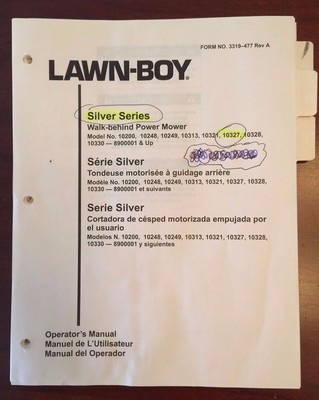 FORM NO. 3319–477 Rev A
LAWN-BOY®
Silver Series
Walk-behind Power Mower
Model No. 10200, 10248, 10249, 10313, 10321, 10327, 10328,
10330 — 8900001 & Up
Série Silver
Tondeuse motorisée à guidage arrière
Modèle No. 10200, 10248, 10249, 10313, 10321, 10327, 10328,
10330 — 8900001 et suivants
Serie Silver
Cortadora de césped motorizada empujada por
el usuario
Modelos N. 10200, 10248, 10249, 10313, 10321, 10327, 10328,
10330 — 8900001 y siguientes
Operator's Manual
Manuel de L'Utilisateur
Manual del Operador